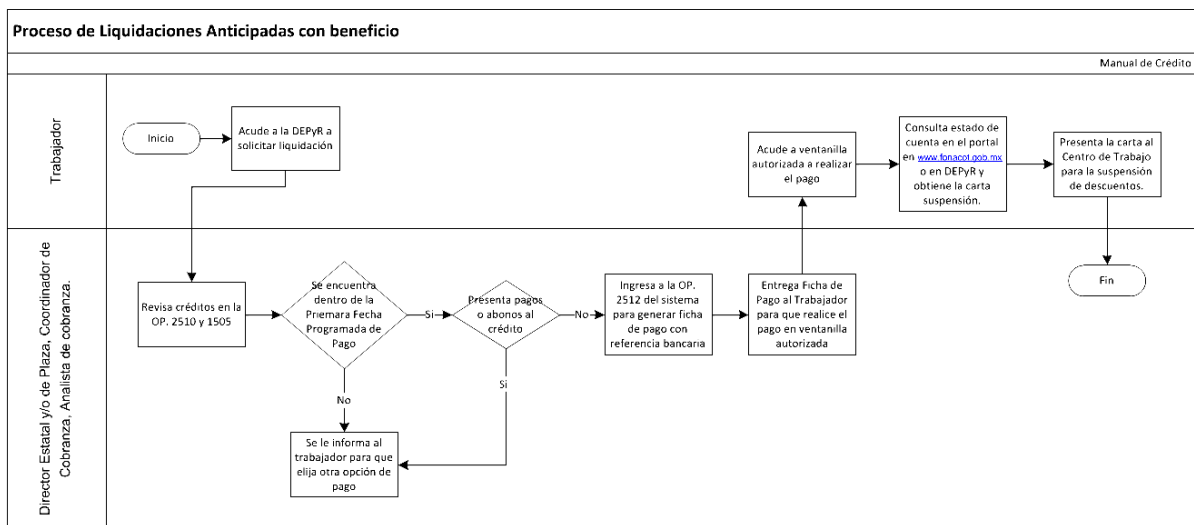 Proceso de Liquidaciones Anticipadas con beneficio
Manual de Crédito
Trabajador
Inicio
Acude a la DEPyR a
solicitar liquidación
Acude a ventanilla
autorizada a realizar
el pago
Consulta estado de
cuenta en el portal
en www.fonacot.gob.mx
o en DEPyR y
obtiene la carta
suspensión.
Presenta la carta al
Centro de Trabajo
para la suspensión
de descuentos.
Director Estatal y/o de Plaza, Coordinador de
Cobranza, Analista de cobranza.
Revisa créditos en la
OP. 2510 y 1505
Se encuentra
dentro de la
Priemara Fecha
Programada de
Pago
Si
No
Presenta pagos
o abonos al
crédito
No
Si
Se le informa al
trabajador para que
elija otra opción de
pago
Ingresa a la OP.
2512 del sistema
para generar ficha
de pago con
referencia bancaria
Entrega Ficha de
Pago al Trabajador
para que realice el
pago en ventanilla
autorizada
Fin